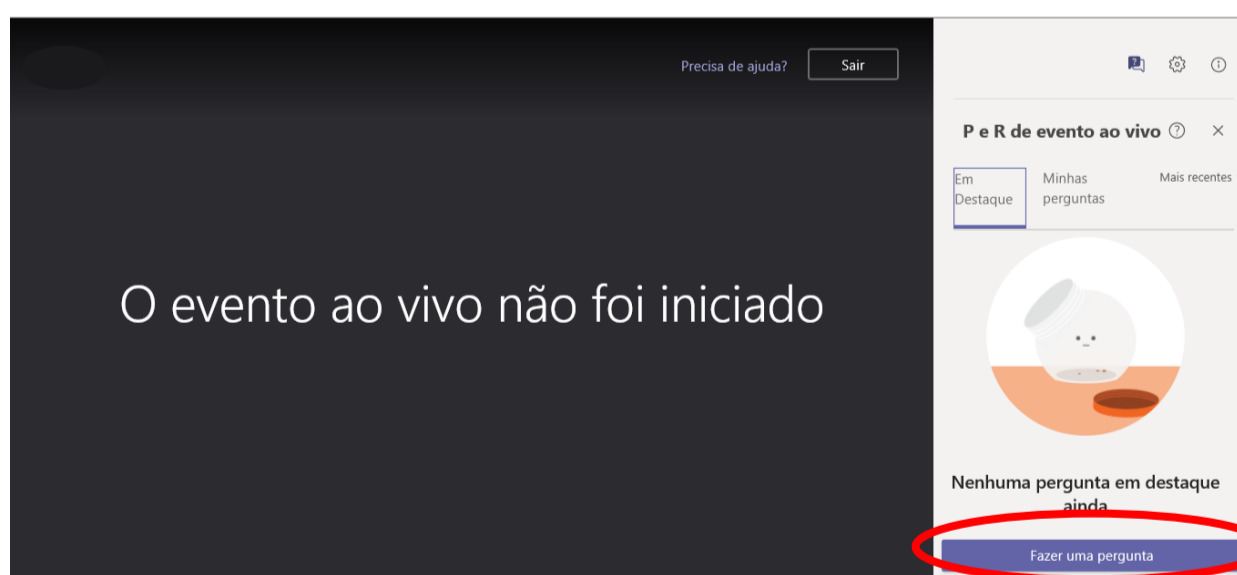 Precisa de ajuda?
Sair
O evento ao vivo não foi iniciado
P e R de evento ao vivo
Em
Destaque
Minhas
perguntas
Mais recentes
Nenhuma pergunta em destaque
ainda
Fazer uma pergunta